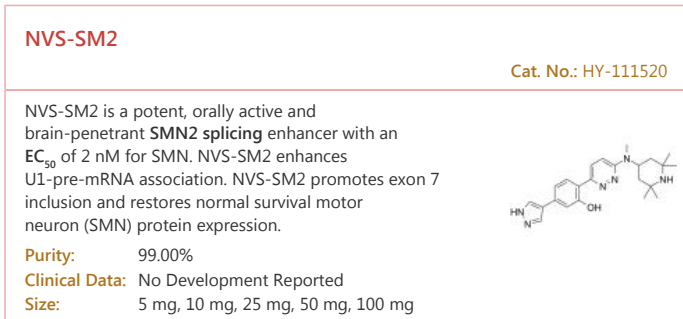 NVS-SM2
Cat. No.: HY-111520
NVS-SM2 is a potent, orally active and
brain-penetrant SMN2 splicing enhancer with an
EC50 of 2 nM for SMN. NVS-SM2 enhances
U1-pre-mRNA association. NVS-SM2 promotes exon 7
inclusion and restores normal survival motor
neuron (SMN) protein expression.
Purity: 99.00%
Clinical Data: No Development Reported
Size: 5 mg, 10 mg, 25 mg, 50 mg, 100 mg
N
N
N
NH
OH
HN
N